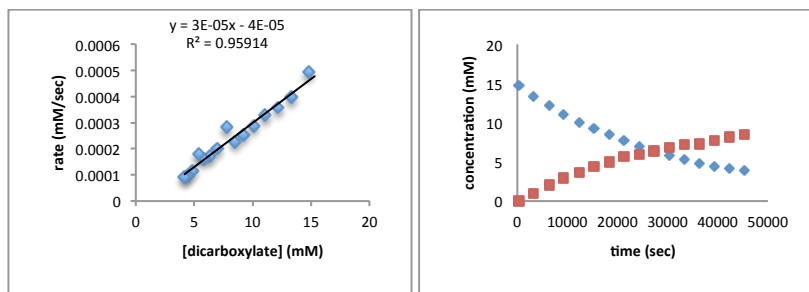 y = 3E-05x - 4E-05
R² = 0.95914
rate (mM/sec)
0.0006
0.0005
0.0004
0.0003
0.0002
0.0001
0
0 5 10 15 20
[dicarboxylate] (mM)
concentration (mM)
20
15
10
5
0
0 10000 20000 30000 40000 50000
time (sec)